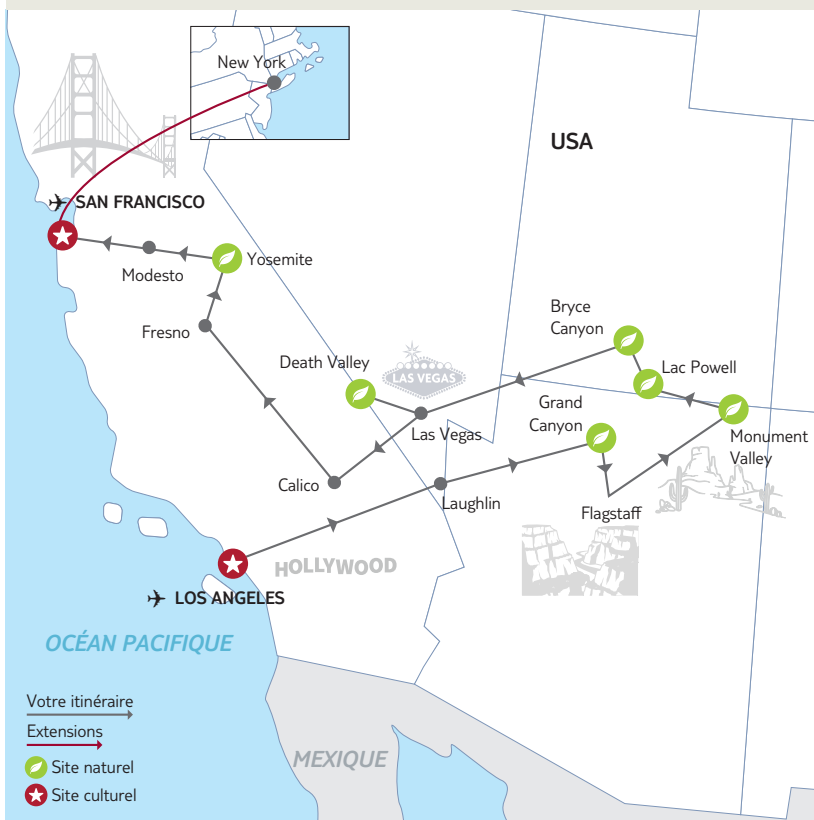 New York
USA
SAN FRANCISCO
Modesto
Yosemite
Fresno
Bryce
Canyon
Death Valley
LAS VEGAS
Lac Powell
Grand
Canyon
Las Vegas
Monument
Valley
Calico
Laughlin
Flagstaff
HOLLYWOOD
LOS ANGELES
OCÉAN PACIFIQUE
Votre itinéraire
Extensions
MEXIQUE
Site naturel
Site culturel